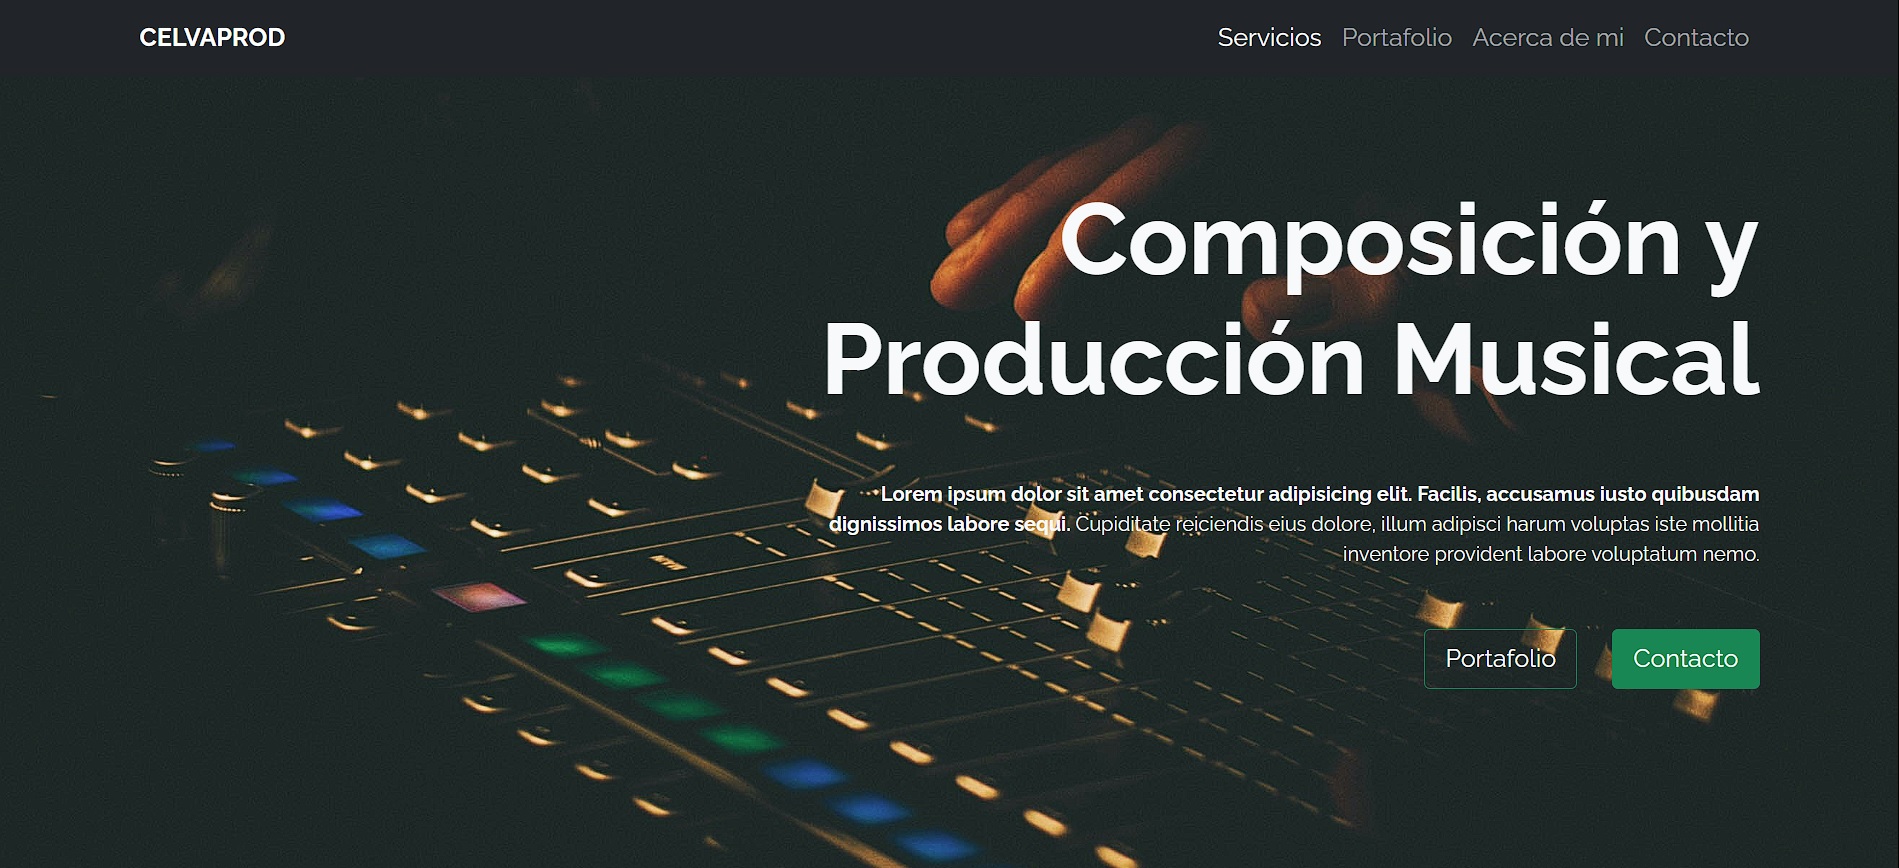 CELVAPROD
Servicios Portafolio Acerca de mi Contacto
Composición y
Producción Musical
Lorem ipsum dolor sit amet consectetur adipisicing elit. Facilis, accusamus iusto quibusdam
dignissimos labore sequi. Cupiditate reiciendis eius dolore, illum adipisci harum voluptas iste mollitia
inventore provident labore voluptatum nemo.
Portafolio Contacto